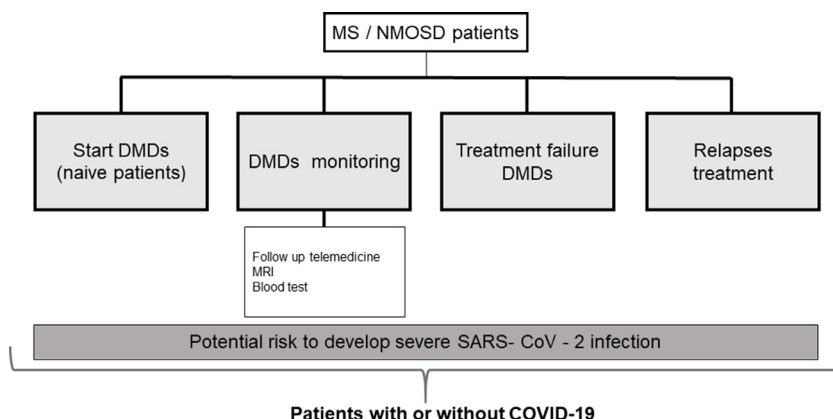 MS / NMOSD patients
Start DMDs
(naive patients)
DMDs monitoring
Treatment failure
DMDs
Relapses
treatment
Follow up telemedicine
MRI
Blood test
Potential risk to develop severe SARS- CoV - 2 infection
Patients with or without COVID-19